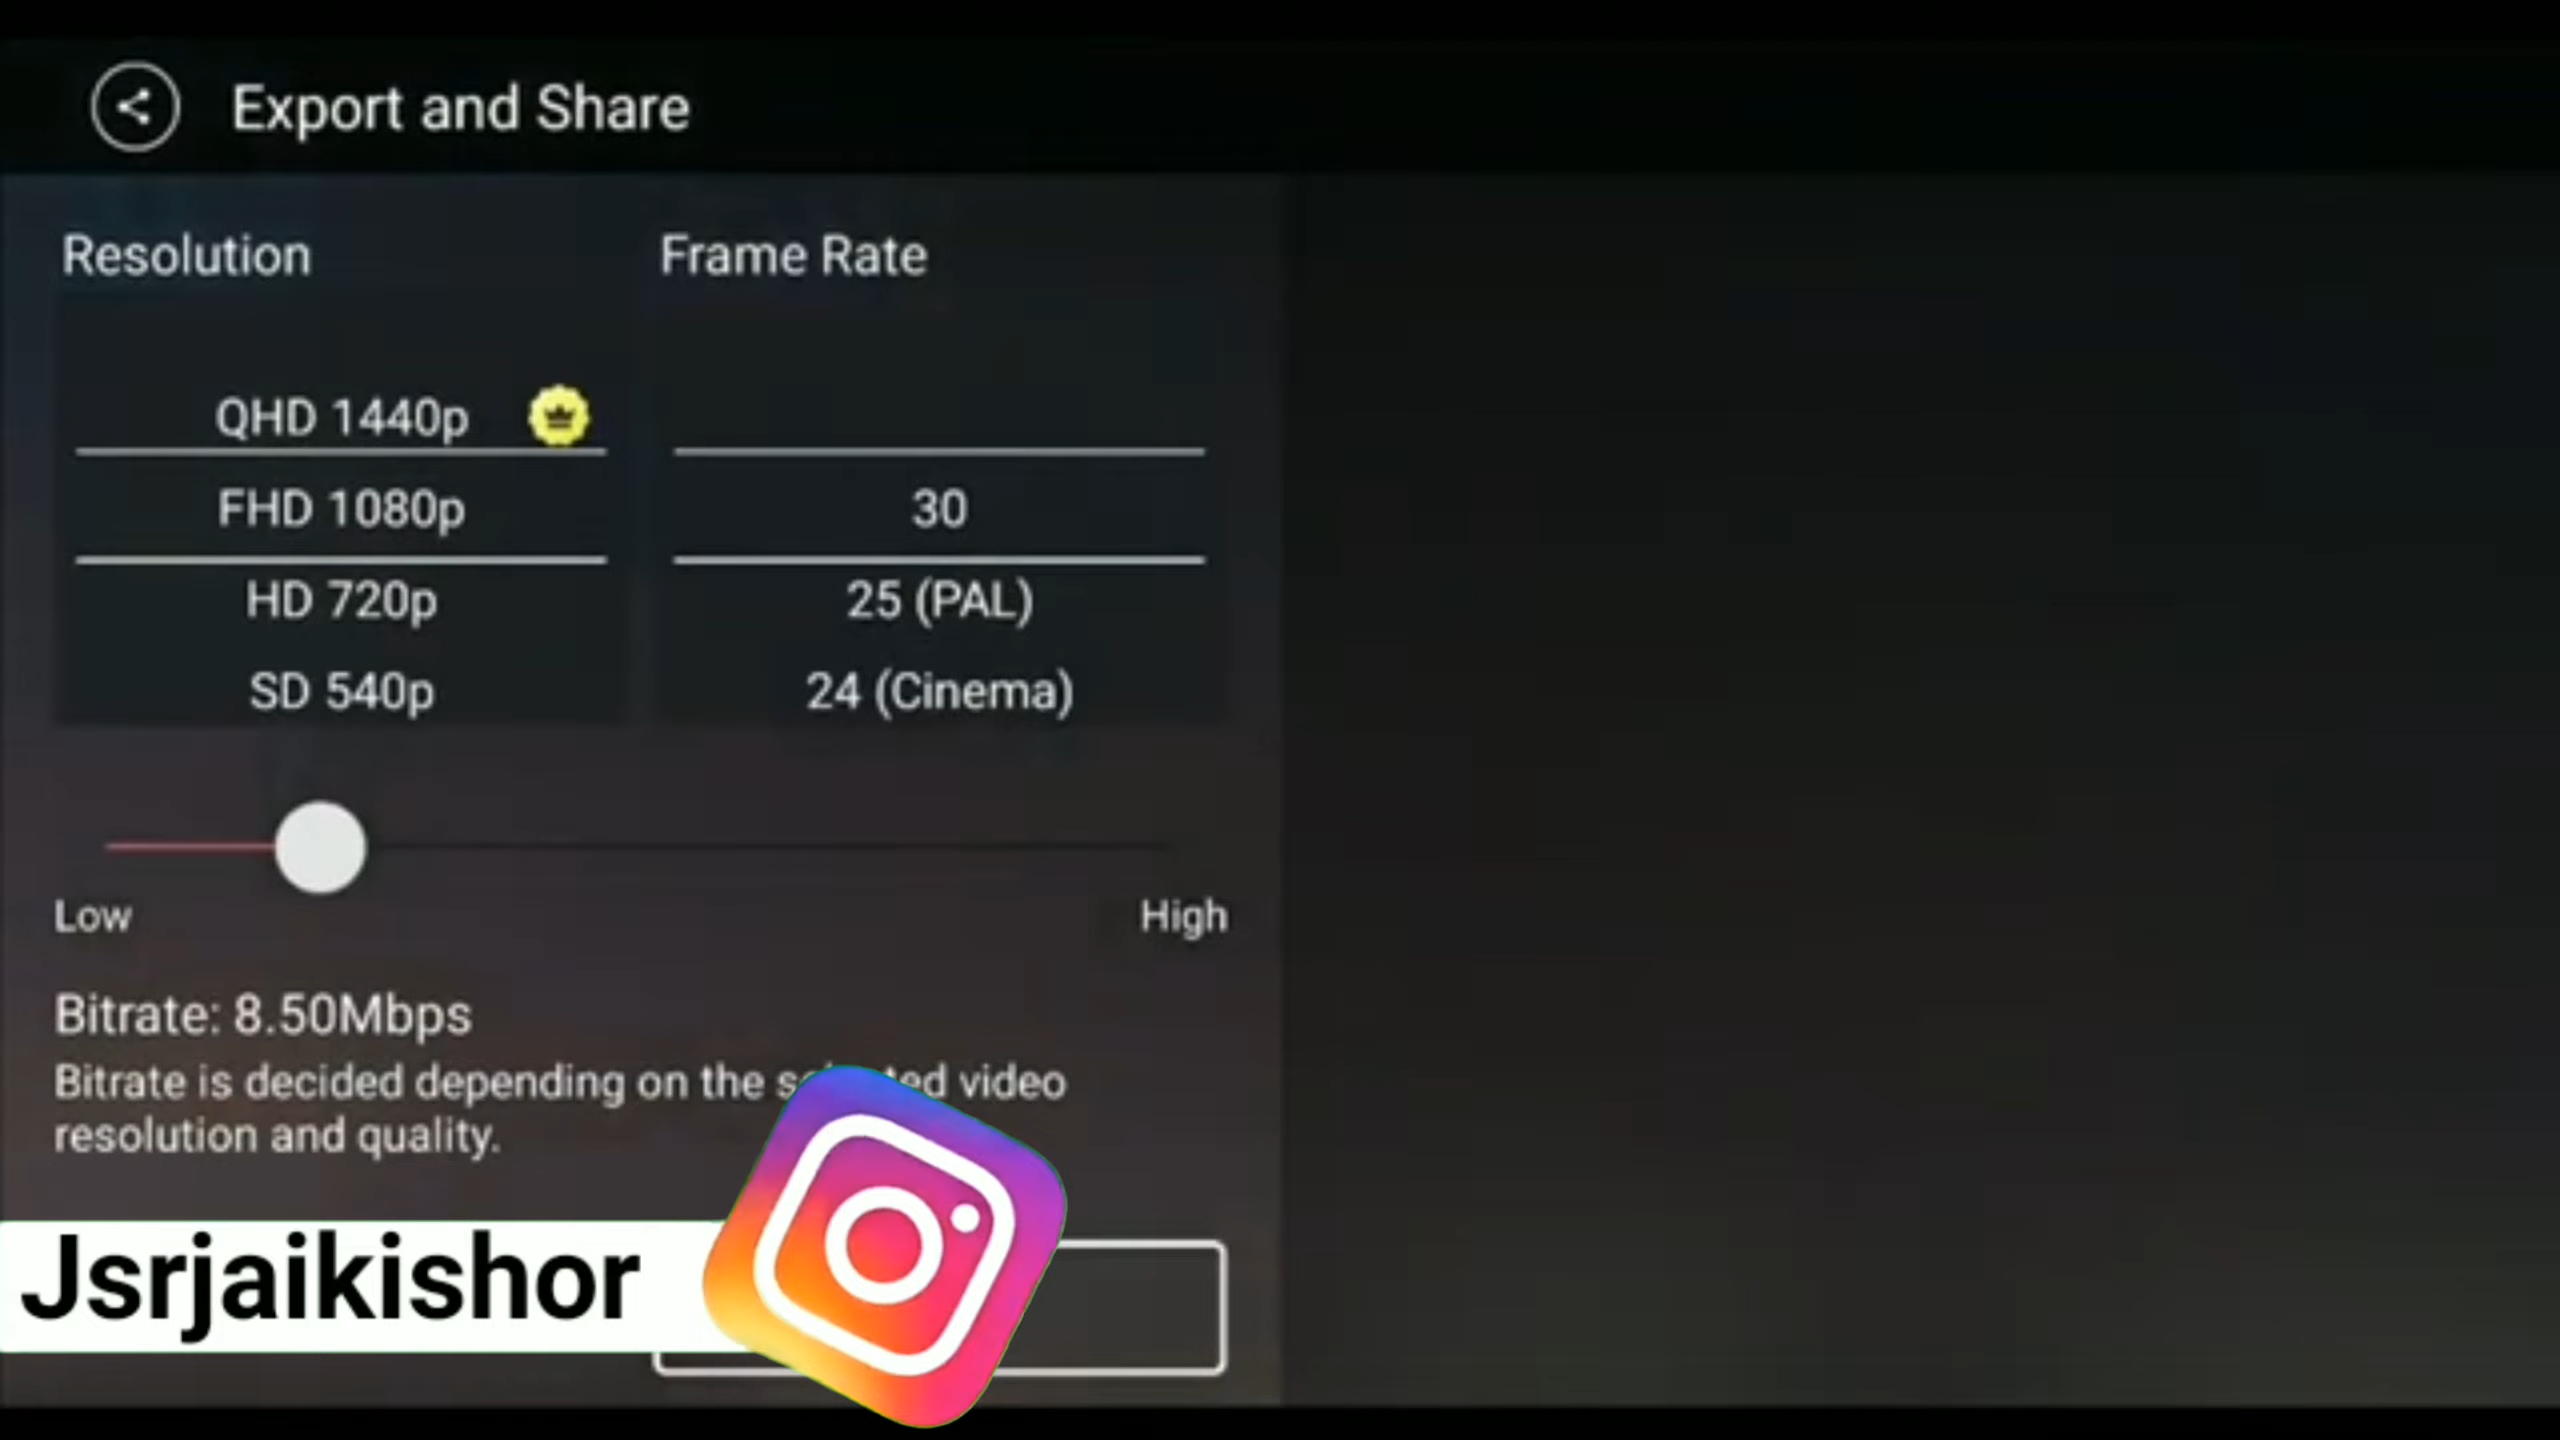 Export and Share
Resolution
Frame Rate
QHD 1440p
FHD 1080p
30
HD 720p
25 (PAL)
SD 540p
24 (Cinema)
Low
High
Bitrate: 8.50Mbps
Bitrate is decided depending on the video
resolution and quality.
Jsrjaikishor